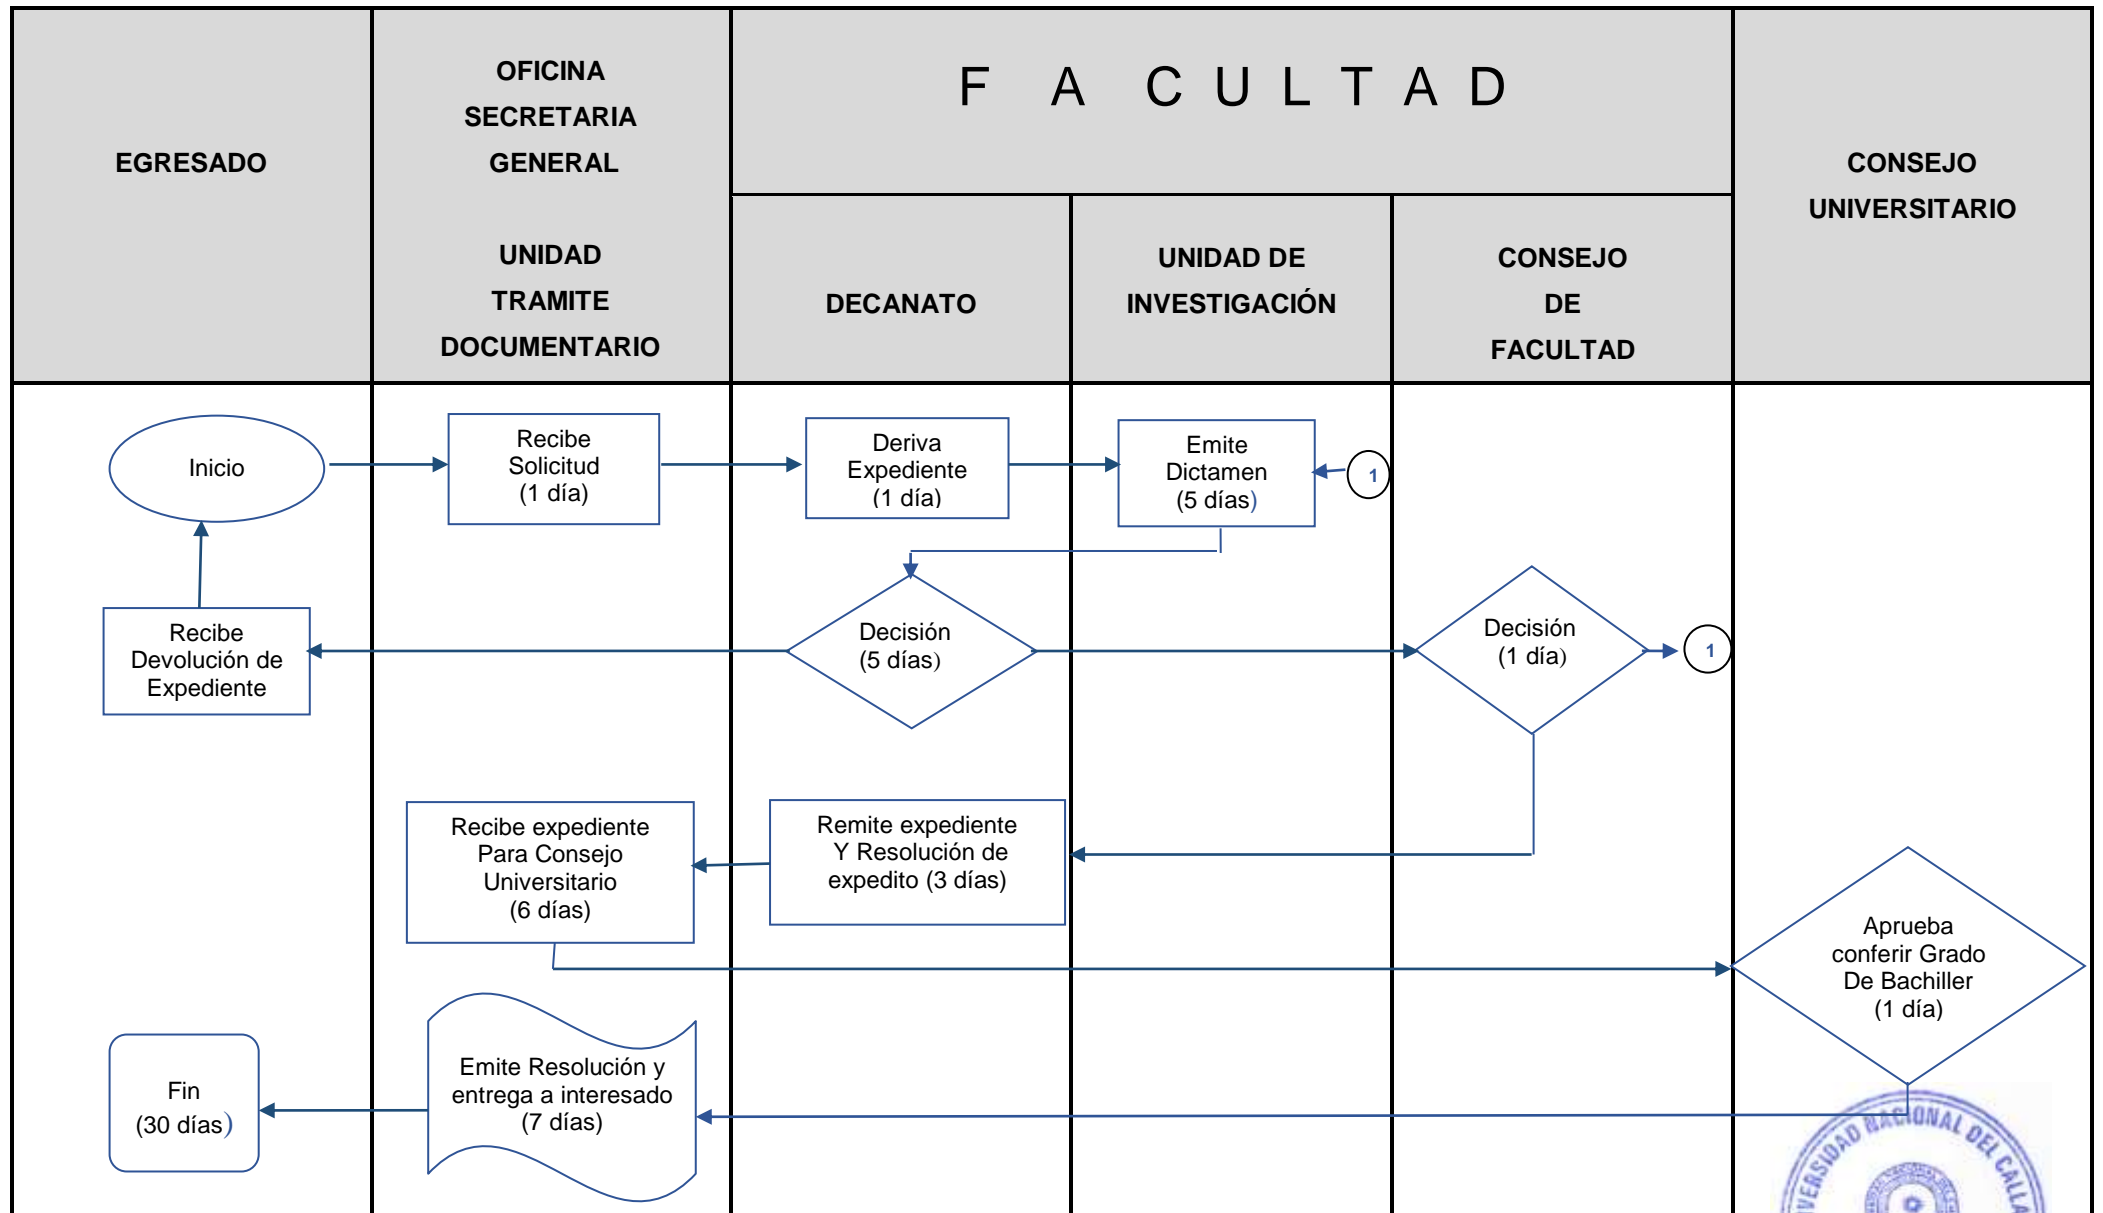 EGRESADO
OFICINA
SECRETARIA
GENERAL
UNIDAD
TRAMITE
DOCUMENTARIO
F A C U L T A D
DECANATO
UNIDAD DE
INVESTIGACIÓN
CONSEJO
DE
FACULTAD
CONSEJO
UNIVERSITARIO
Inicio
Recibe
Solicitud
(1 día)
Deriva
Expediente
(1 día)
Emite
Dictamen
(5 días)
1
Recibe
Devolución de
Expediente
Decisión
(5 días)
Decisión
(1 día)
1
Recibe expediente
Para Consejo
Universitario
(6 días)
Remite expediente
Y Resolución de
expedito (3 días)
Aprueba
conferir Grado
De Bachiller
(1 día)
Fin
(30 días)
Emite Resolución y
entrega a interesado
(7 días)
NACIONAL DEL